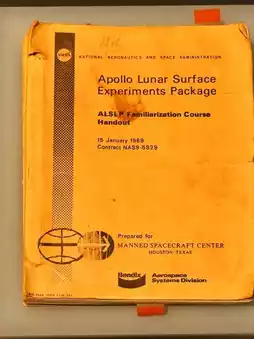 NATIONAL AERONAUTICS AND SPACE ADMINISTRATION
Apollo Lunar Surface
Experiments Package
ALSEP Familiarization Course
Handout
15 January 1969
Contract NAS9-5829
Prepared for
MANNED SPACECRAFT CENTER
HOUSTON, TEXAS
Bendix
Aerospace
Systems Division